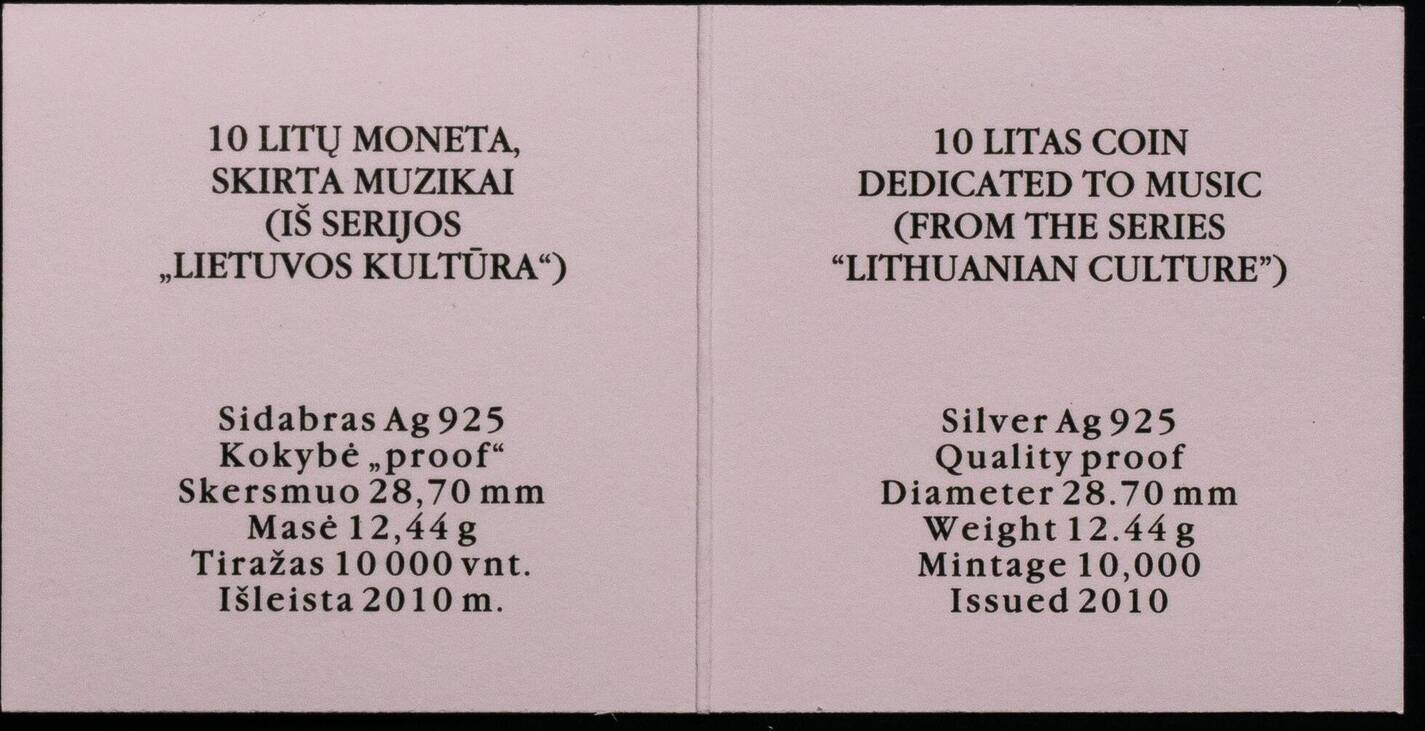 10 LITŲ MONETA,
SKIRTA MUZIKAI
(IŠ SERIJOS
„LIETUVOS KULTŪRA“)
Sidabras Ag 925
Kokybė „proof“
Skersmuo 28,70 mm
Masė 12,44 g
Tiražas 10 000 vnt.
Išleista 2010 m.
10 LITAS COIN
DEDICATED TO MUSIC
(FROM THE SERIES
“LITHUANIAN CULTURE”)
Silver Ag 925
Quality proof
Diameter 28.70 mm
Weight 12.44 g
Mintage 10,000
Issued 2010